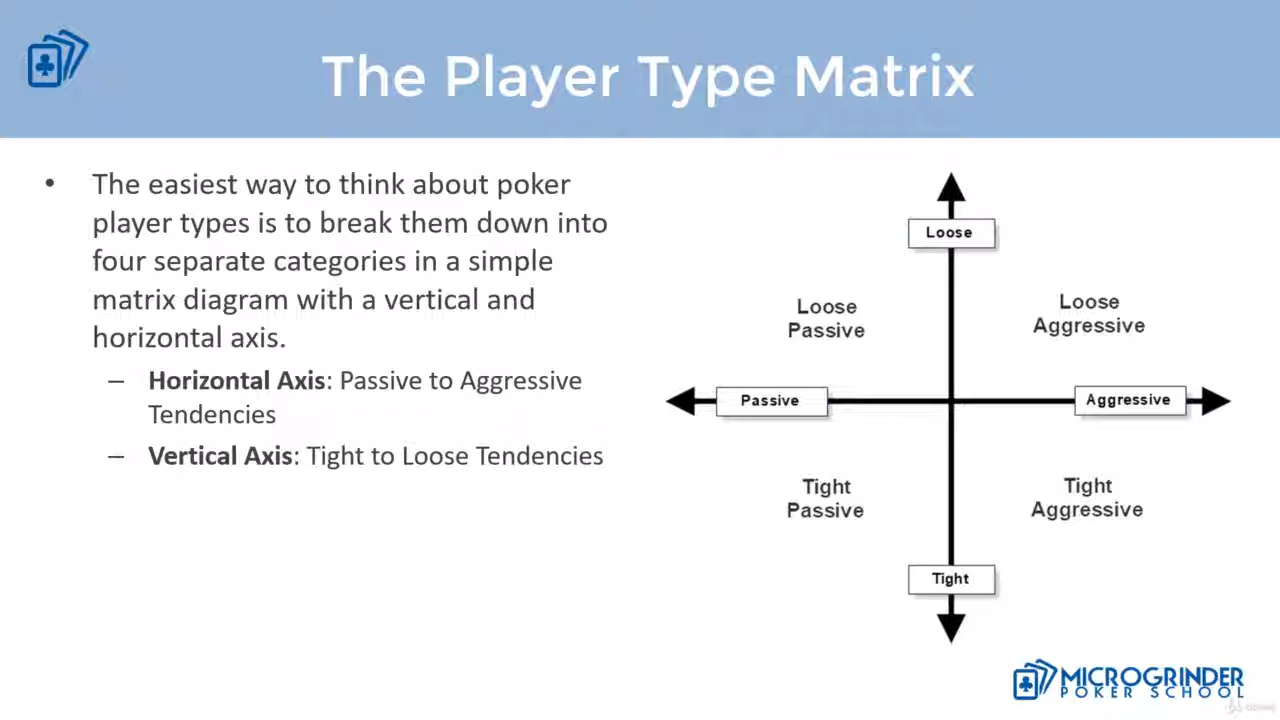 The Player Type Matrix
• The easiest way to think about poker
player types is to break them down into
four separate categories in a simple
matrix diagram with a vertical and
horizontal axis.
– Horizontal Axis: Passive to Aggressive
Tendencies
– Vertical Axis: Tight to Loose Tendencies
Loose
Loose
Passive
Loose
Aggressive
Passive
Aggressive
Tight
Passive
Tight
Aggressive
Tight
MICROGRINDER
POKER SCHOOL